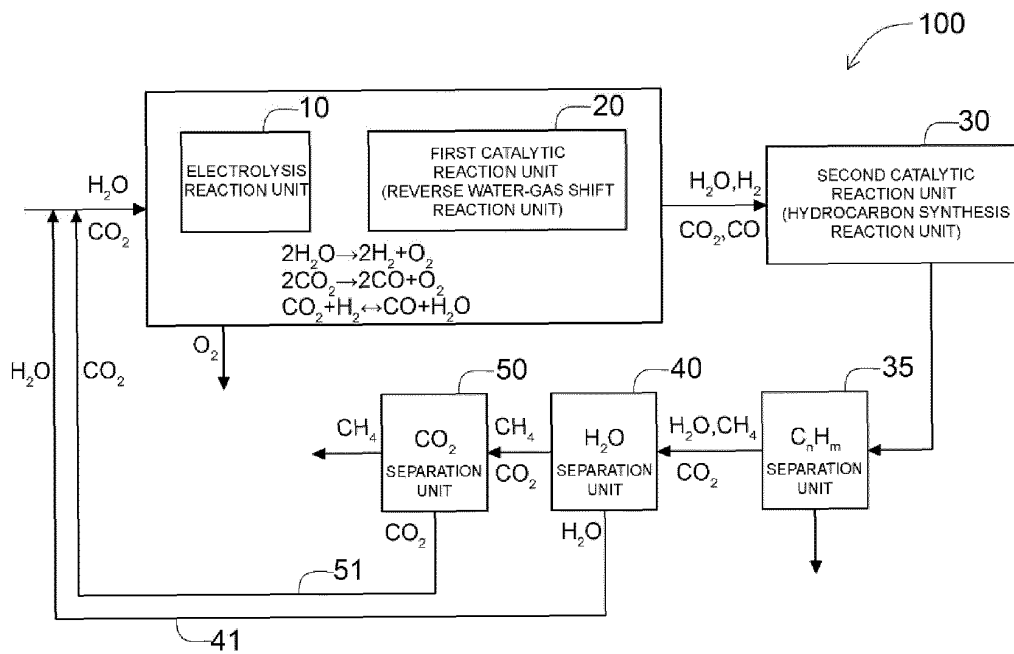 100
10
20
30
ELECTROLYSIS
REACTION UNIT
FIRST CATALYTIC
REACTION UNIT
(REVERSE WATER-GAS SHIFT
REACTION UNIT)
SECOND CATALYTIC
REACTION UNIT
(HYDROCARBON SYNTHESIS
REACTION UNIT)
H₂O
CO₂
H₂O,H₂
CO₂,CO
2H₂O→2H₂+O₂
2CO₂→2CO+O₂
CO₂+H₂↔CO+H₂O
O₂
H₂O
CO₂
50
40
35
CH₄
CO₂
SEPARATION
UNIT
CH₄
CO₂
H₂O
SEPARATION
UNIT
H₂O,CH₄
CO₂
CₙHₘ
SEPARATION
UNIT
CO₂
H₂O
51
41